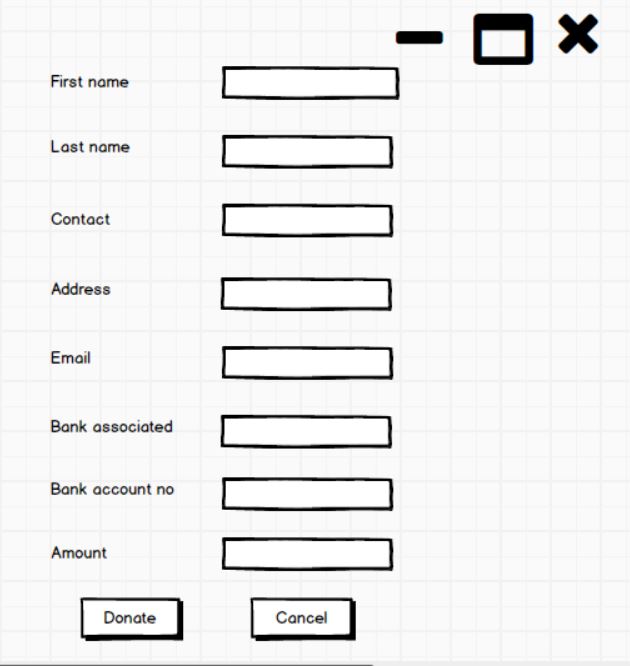 First name
Last name
Contact
Address
Email
Bank associated
Bank account no
Amount
Donate
Cancel